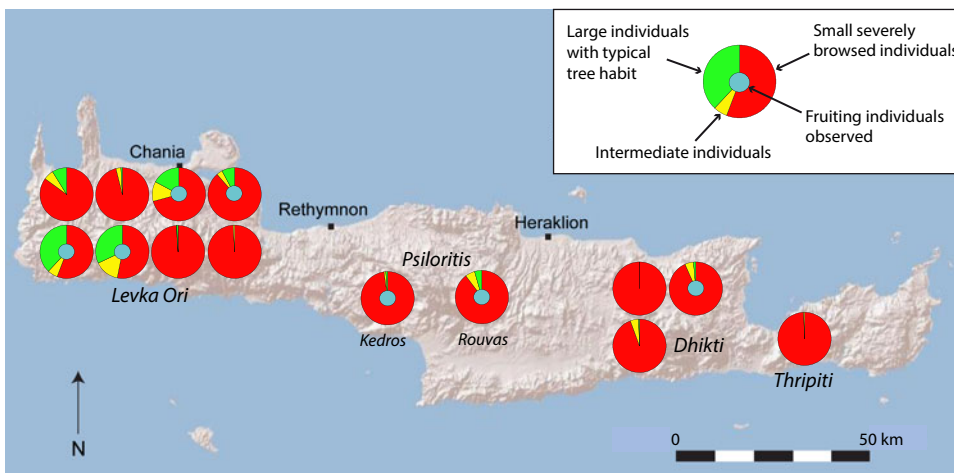 Large individuals
with typical
tree habit
Small severely
browsed individuals
Fruiting individuals
observed
Intermediate individuals
Chania
Rethymnon
Heraklion
Psiloritis
Levka Ori
Kedros
Rouvas
Dhikti
Thripiti
N
0
50 km